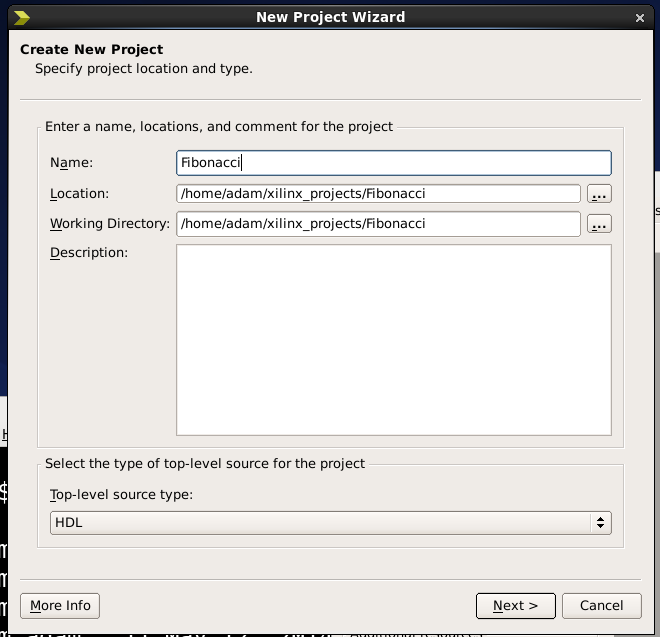 New Project Wizard
Create New Project
Specify project location and type.
Enter a name, locations, and comment for the project
Name: Fibonacci
Location: /home/adam/xilinx_projects/Fibonacci ...
Working Directory: /home/adam/xilinx_projects/Fibonacci ...
Description:
Select the type of top-level source for the project
Top-level source type:
HDL
More Info Next > Cancel